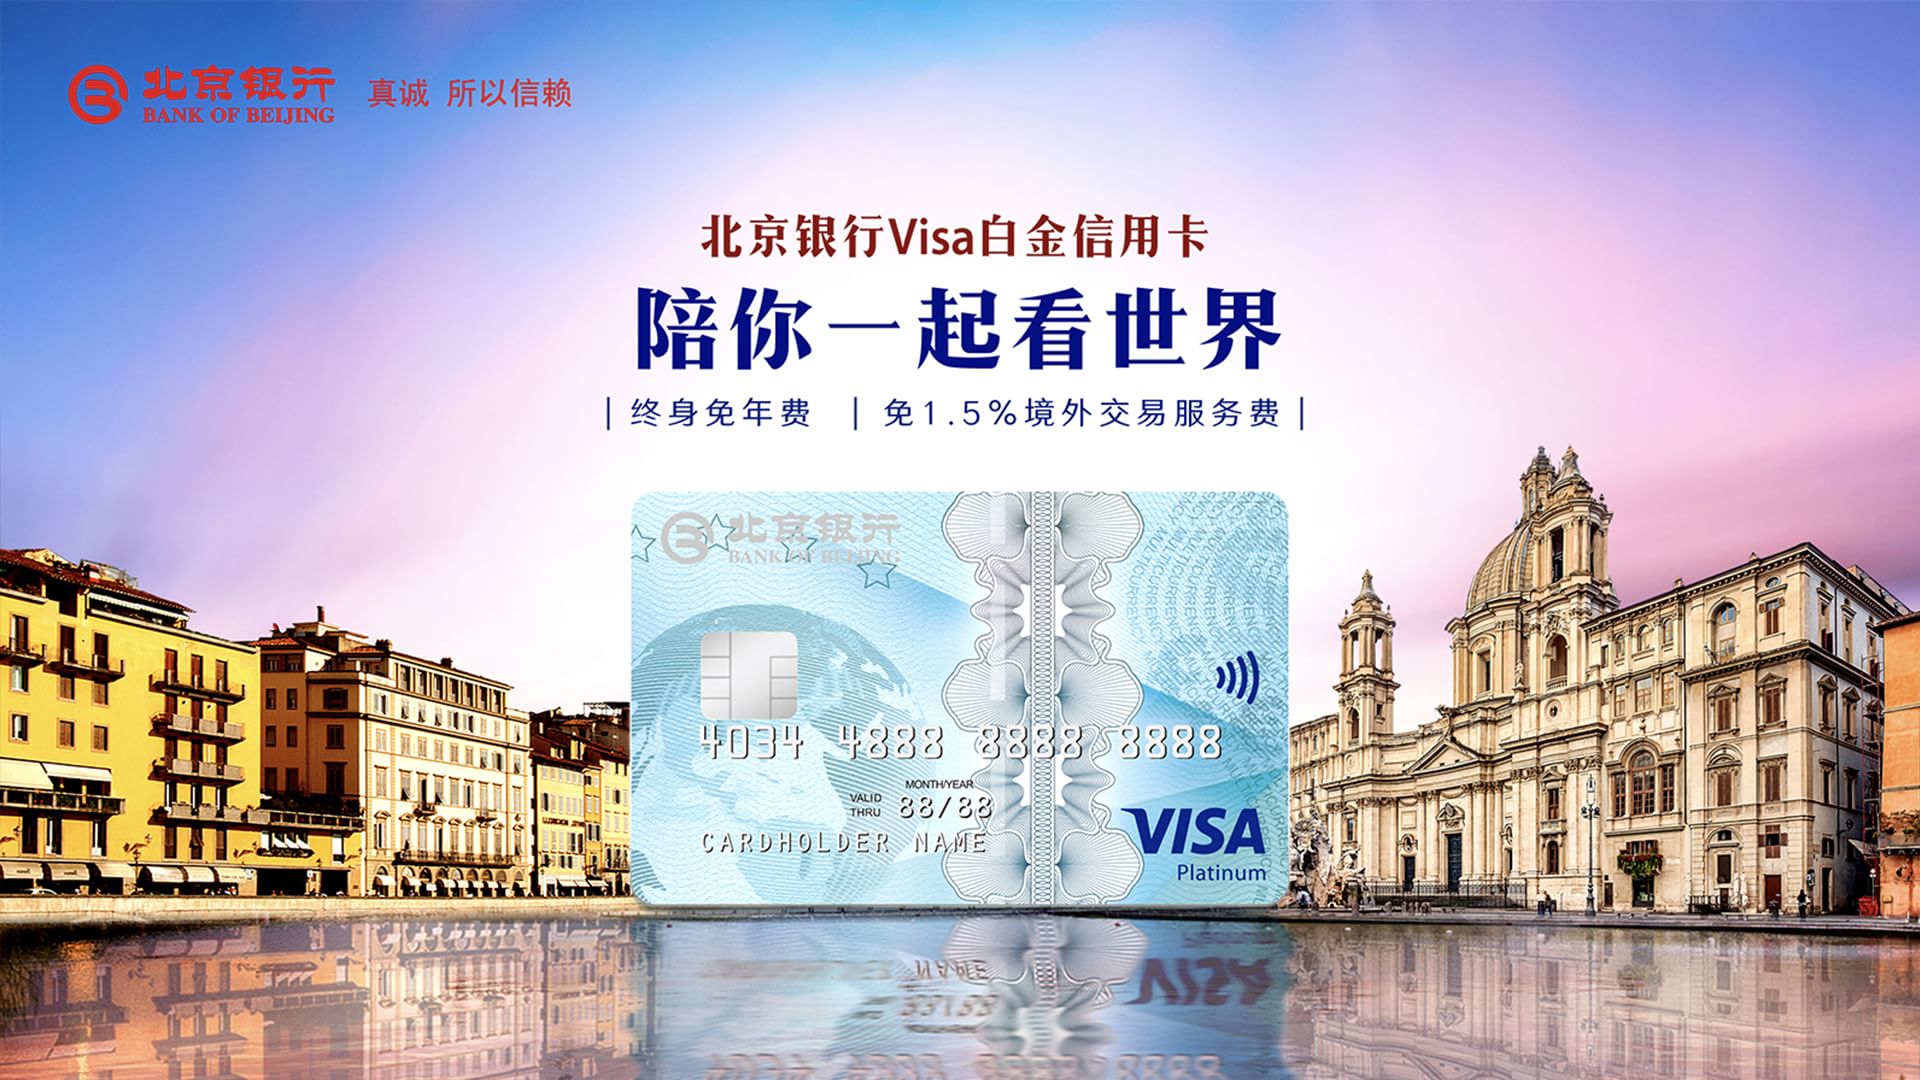 北京银行 真诚 所以信赖
BANK OF BEIJING
北京银行Visa白金信用卡
陪你一起看世界
| 终身免年费 | 免1.5%境外交易服务费 |
北京银行
BANK OF BEIJING
4034 4888 8888 8888
MONTH/YEAR
VALID THRU 88/88
CARDHOLDER NAME
VISA
Platinum